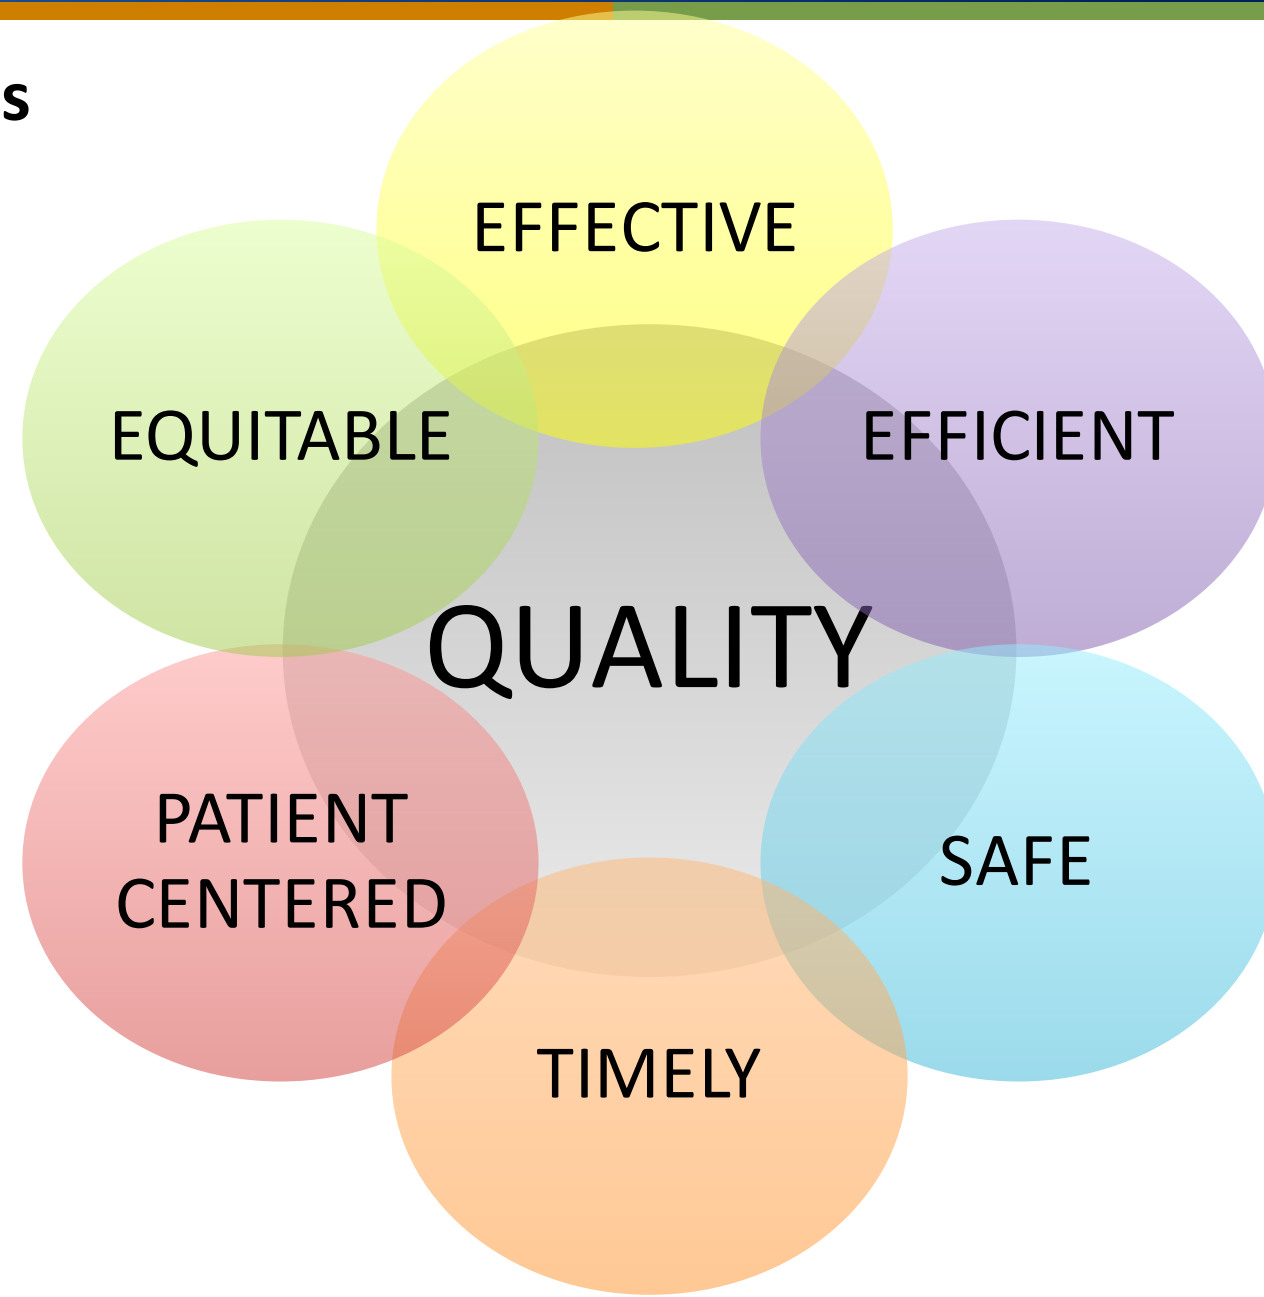 s
EFFECTIVE
EQUITABLE
EFFICIENT
QUALITY
PATIENT
CENTERED
SAFE
TIMELY